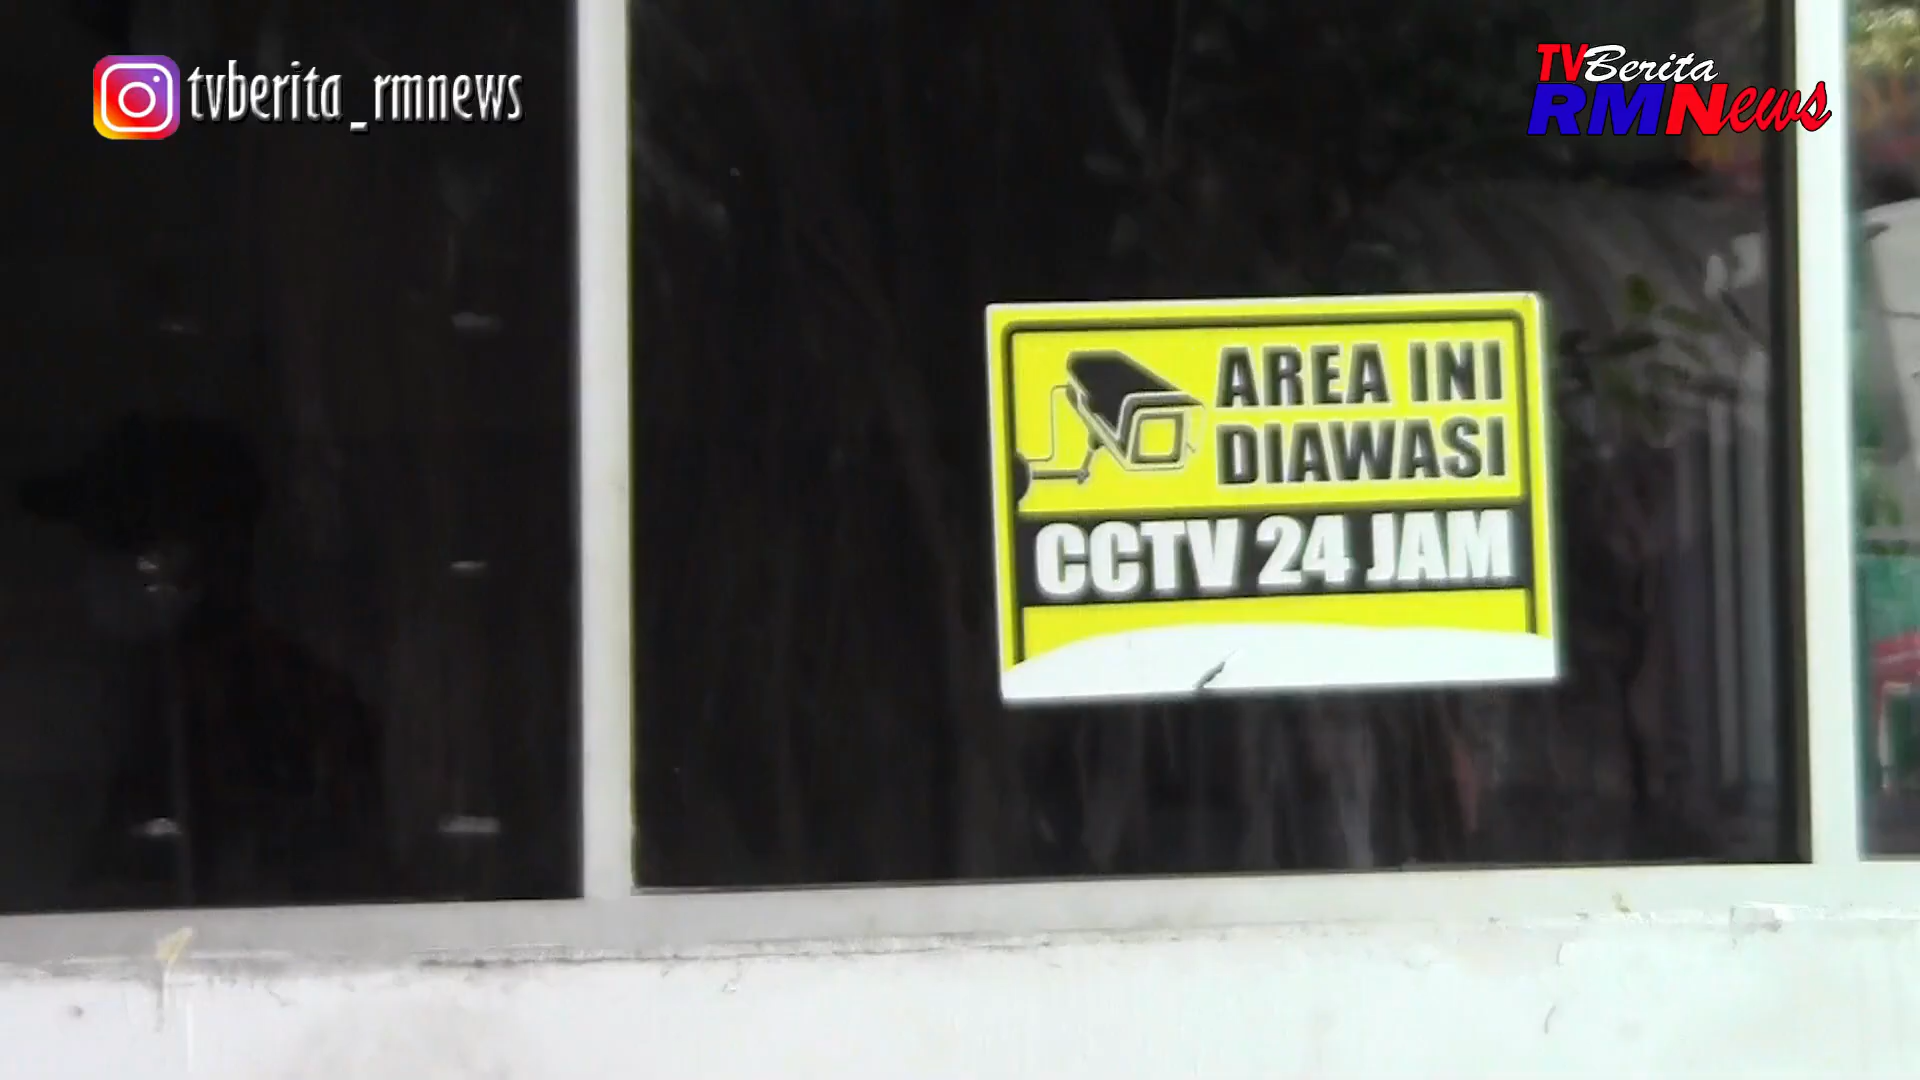 tvberita_rmnews
TVBerita
RMNews
AREA INI
DIAWASI
CCTV 24 JAM